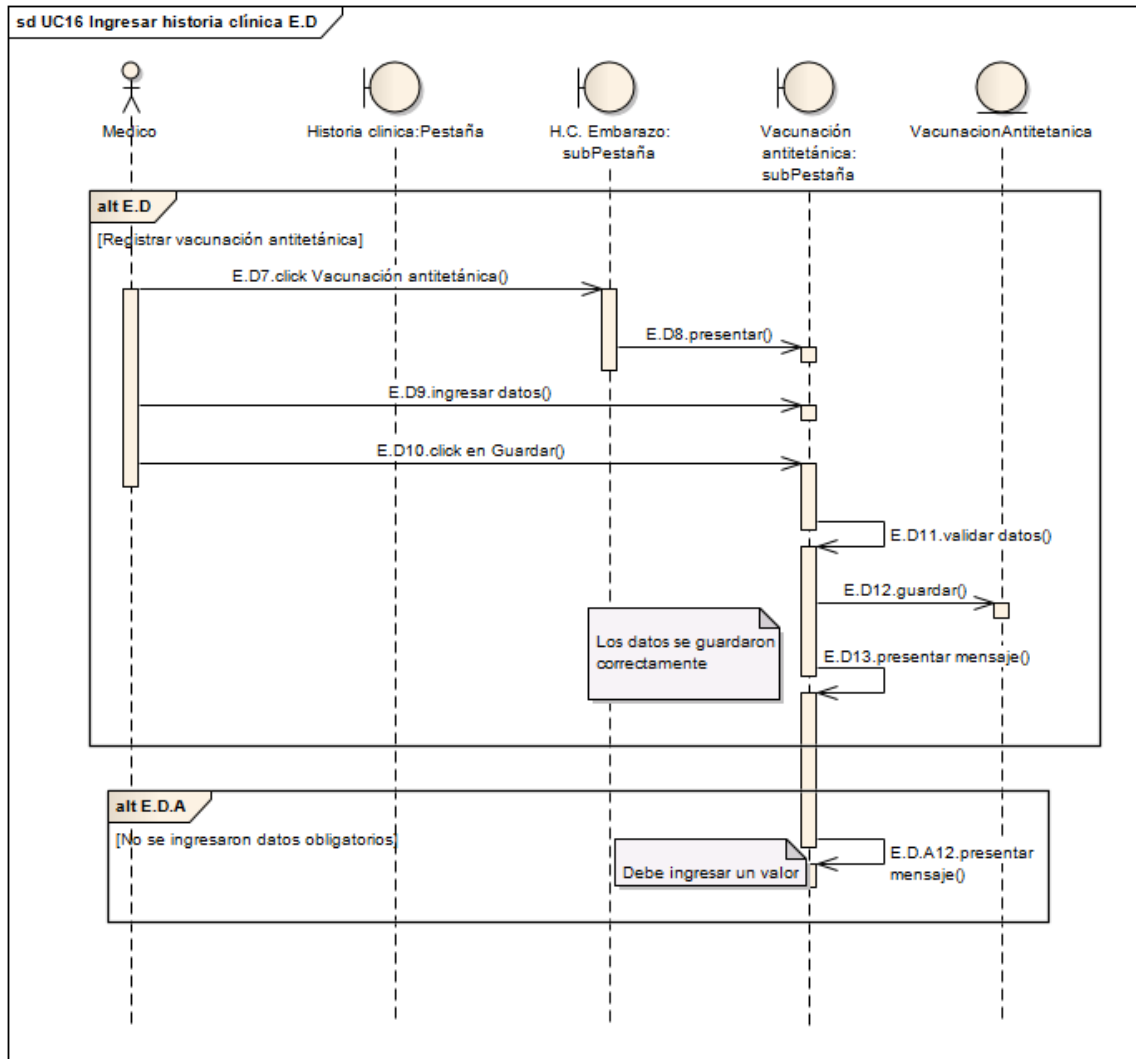 sd UC16 Ingresar historia clínica E.D
Medico
Historia clinica:Pestaña
H.C. Embarazo:
subPestaña
Vacunación
antitetánica:
subPestaña
VacunacionAntitetanica
alt E.D
[Registrar vacunación antitetánica]
E.D7.click Vacunación antitetánica()
E.D8.presentar()
E.D9.ingresar datos()
E.D10.click en Guardar()
E.D11.validar datos()
E.D12.guardar()
Los datos se guardaron
correctamente
E.D13.presentar mensaje()
alt E.D.A
[No se ingresaron datos obligatorios]
Debe ingresar un valor
E.D.A12.presentar
mensaje()